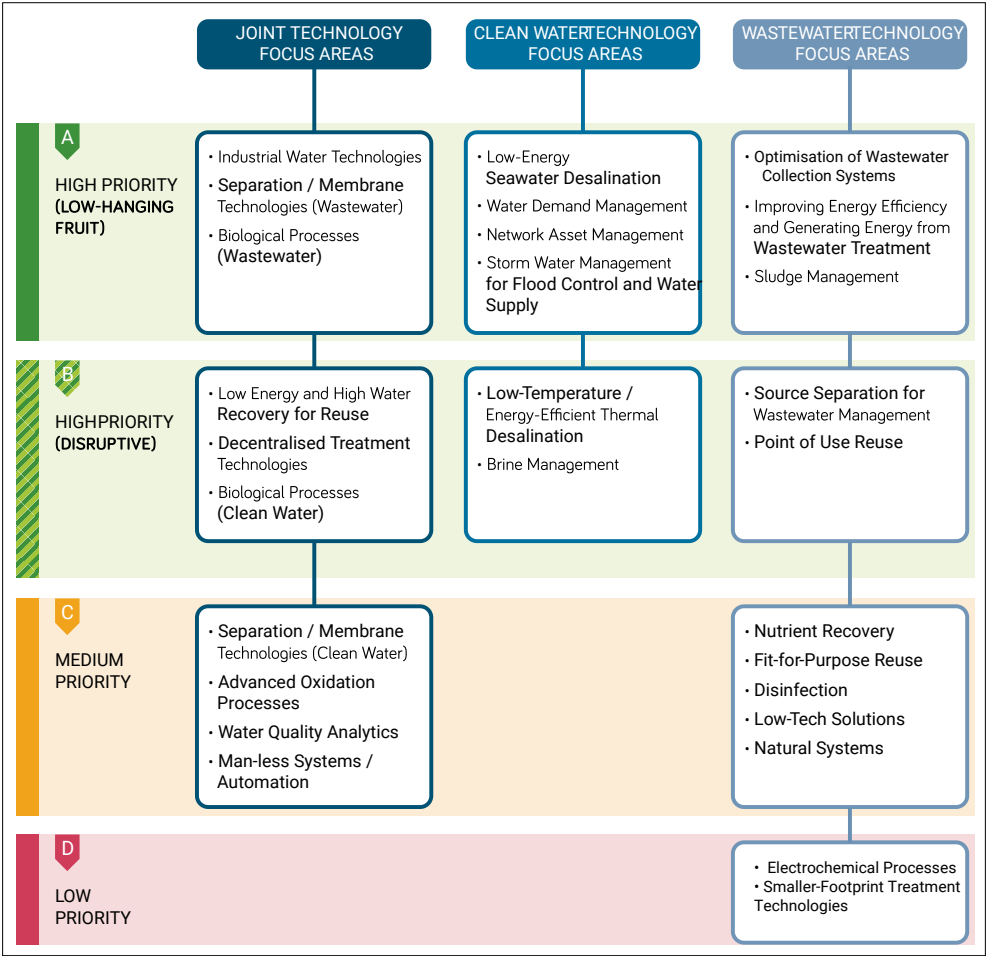 JOINT TECHNOLOGY
FOCUS AREAS
CLEAN WATERTECHNOLOGY
FOCUS AREAS
WASTEWATERTECHNOLOGY
FOCUS AREAS
A
HIGH PRIORITY
(LOW-HANGING
FRUIT)
• Industrial Water Technologies
• Separation / Membrane
Technologies (Wastewater)
• Biological Processes
(Wastewater)
• Low-Energy
Seawater Desalination
• Water Demand Management
• Network Asset Management
• Storm Water Management
for Flood Control and Water
Supply
• Optimisation of Wastewater
Collection Systems
• Improving Energy Efficiency
and Generating Energy from
Wastewater Treatment
• Sludge Management
B
HIGHPRIORITY
(DISRUPTIVE)
• Low Energy and High Water
Recovery for Reuse
• Decentralised Treatment
Technologies
• Biological Processes
(Clean Water)
• Low-Temperature /
Energy-Efficient Thermal
Desalination
• Brine Management
• Source Separation for
Wastewater Management
• Point of Use Reuse
C
MEDIUM
PRIORITY
• Separation / Membrane
Technologies (Clean Water)
• Advanced Oxidation
Processes
• Water Quality Analytics
• Man-less Systems /
Automation
• Nutrient Recovery
• Fit-for-Purpose Reuse
• Disinfection
• Low-Tech Solutions
• Natural Systems
D
LOW
PRIORITY
• Electrochemical Processes
• Smaller-Footprint Treatment
Technologies